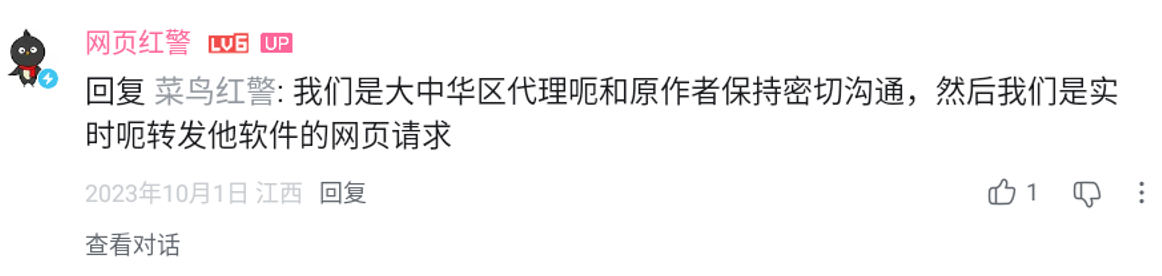 网页红警 LV6 UP
回复 菜鸟红警: 我们是大中华区代理呃和原作者保持密切沟通，然后我们是实
时呃转发他软件的网页请求
2023年10月1日 江西 回复 1
查看对话